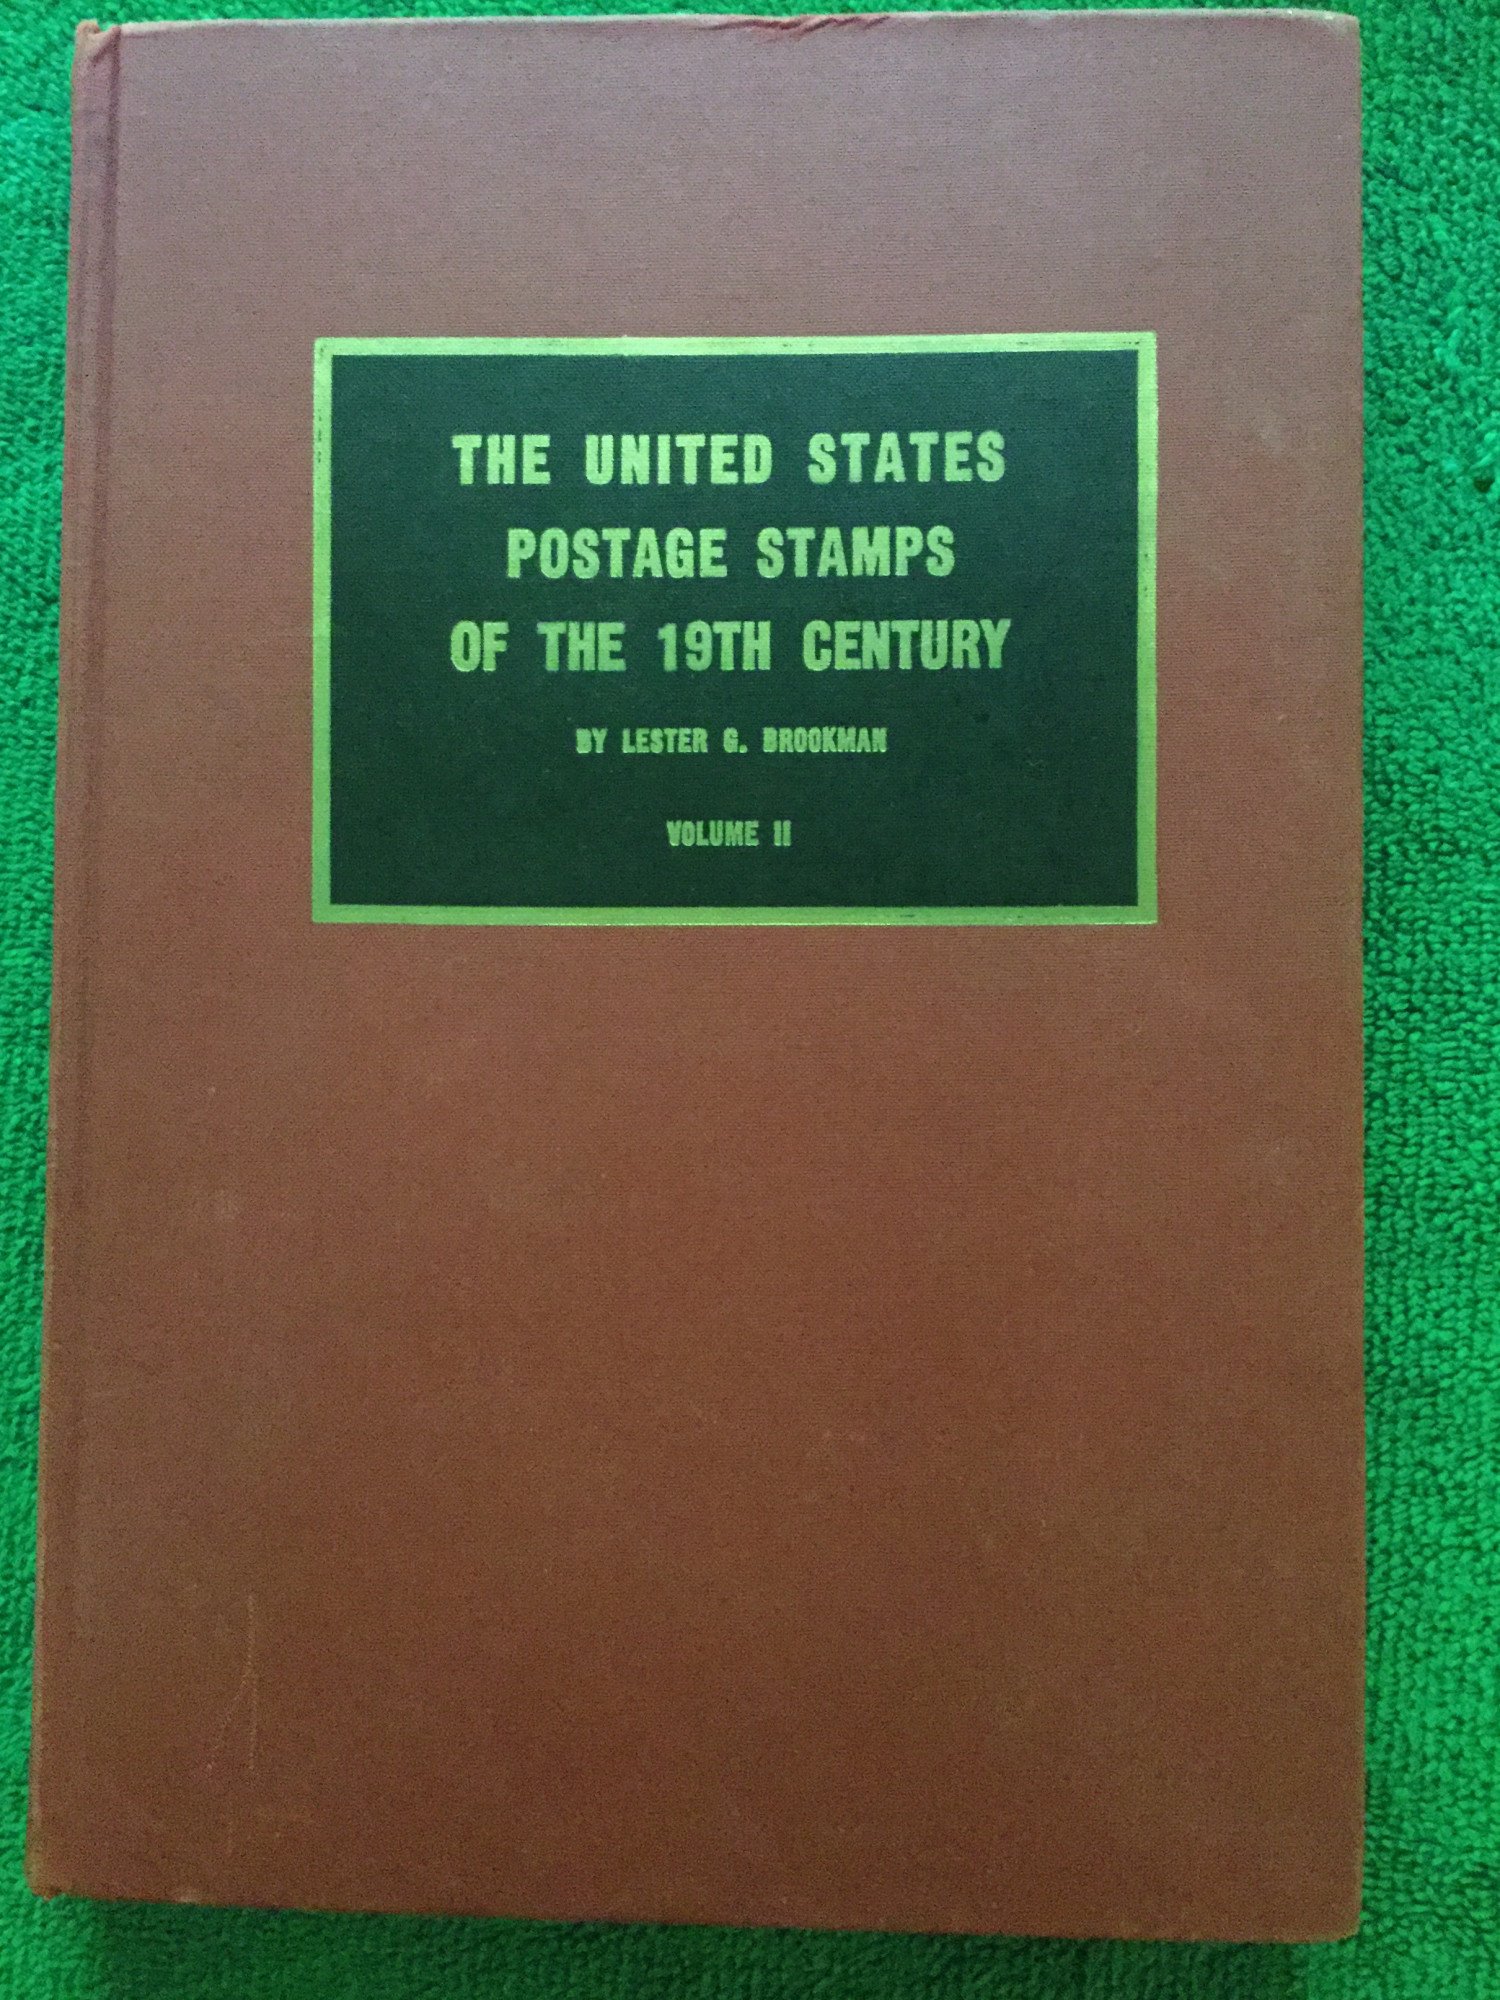 THE UNITED STATES
POSTAGE STAMPS
OF THE 19TH CENTURY
BY LESTER G. BROOKMAN
VOLUME II